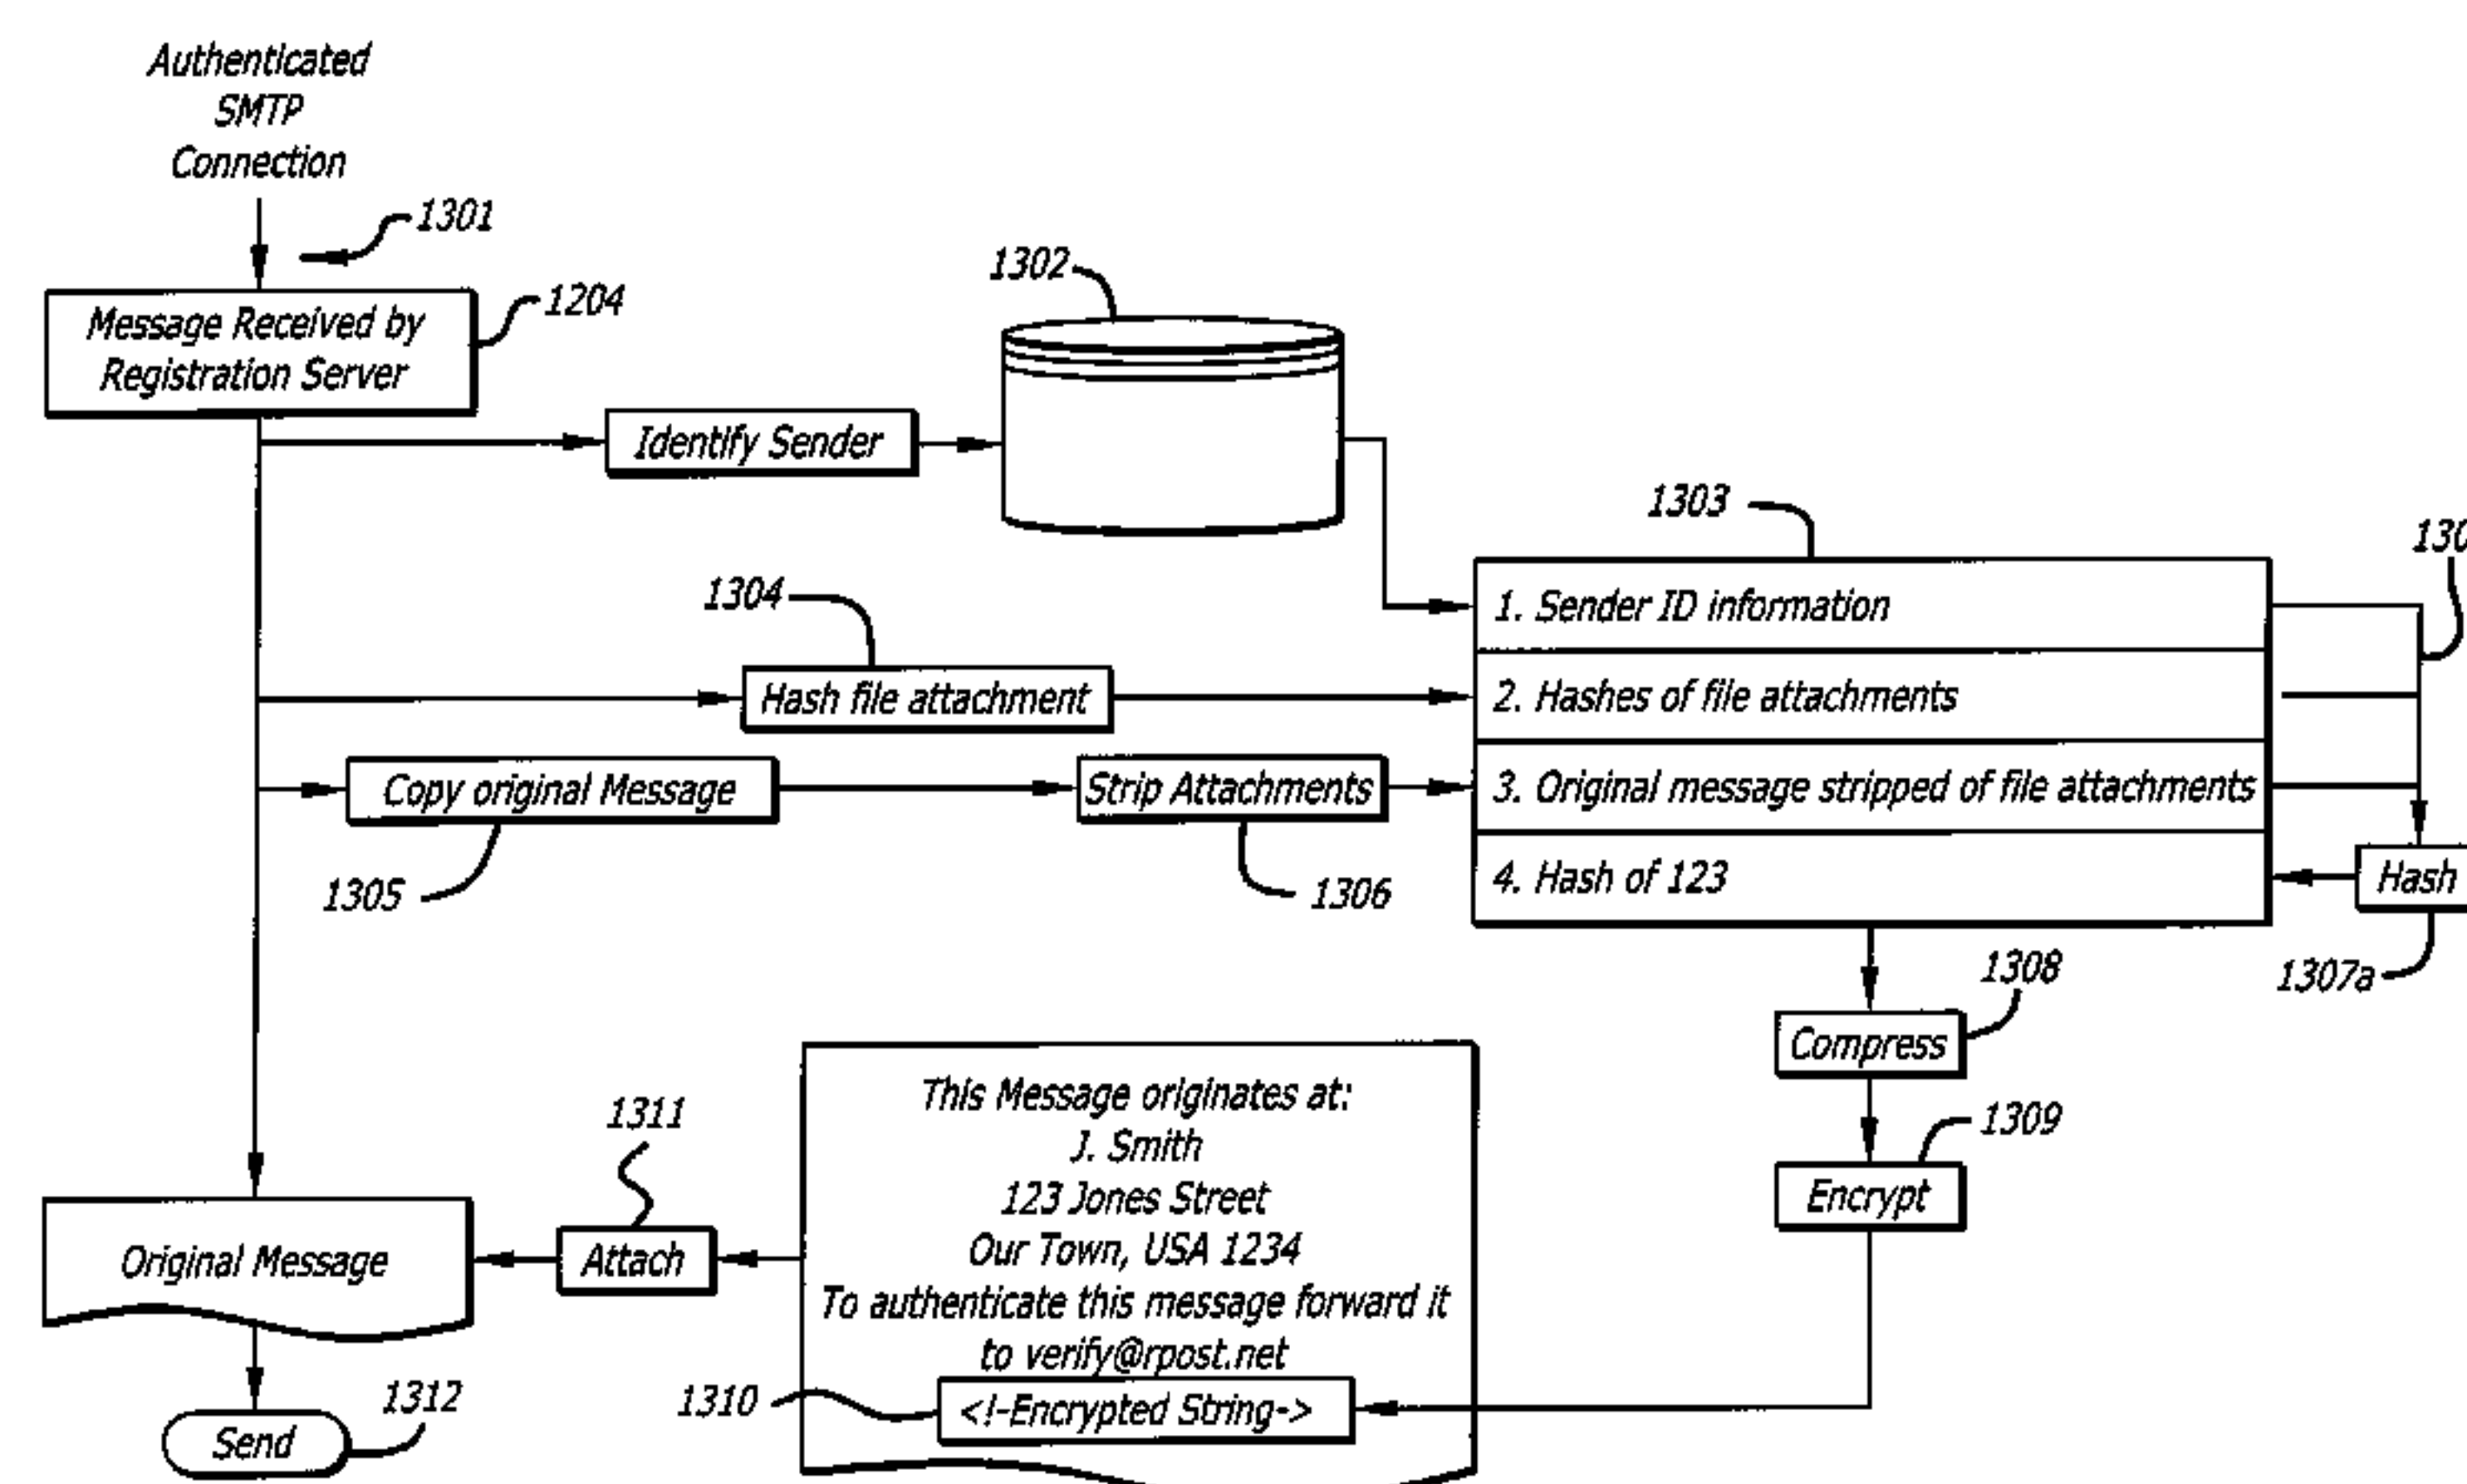 Authenticated
SMTP
Connection
1301
1204
Message Received by
Registration Server
1302
Identify Sender
1303
130
1304
1. Sender ID information
Hash file attachment
2. Hashes of file attachments
Copy original Message
Strip Attachments
3. Original message stripped of file attachments
1305
1306
4. Hash of 123
Hash
1307a
1308
Compress
1309
Encrypt
This Message originates at:
J. Smith
123 Jones Street
Our Town, USA 1234
To authenticate this message forward it
to verify@rpost.net
1310
<!-Encrypted String->
1311
Attach
Original Message
1312
Send